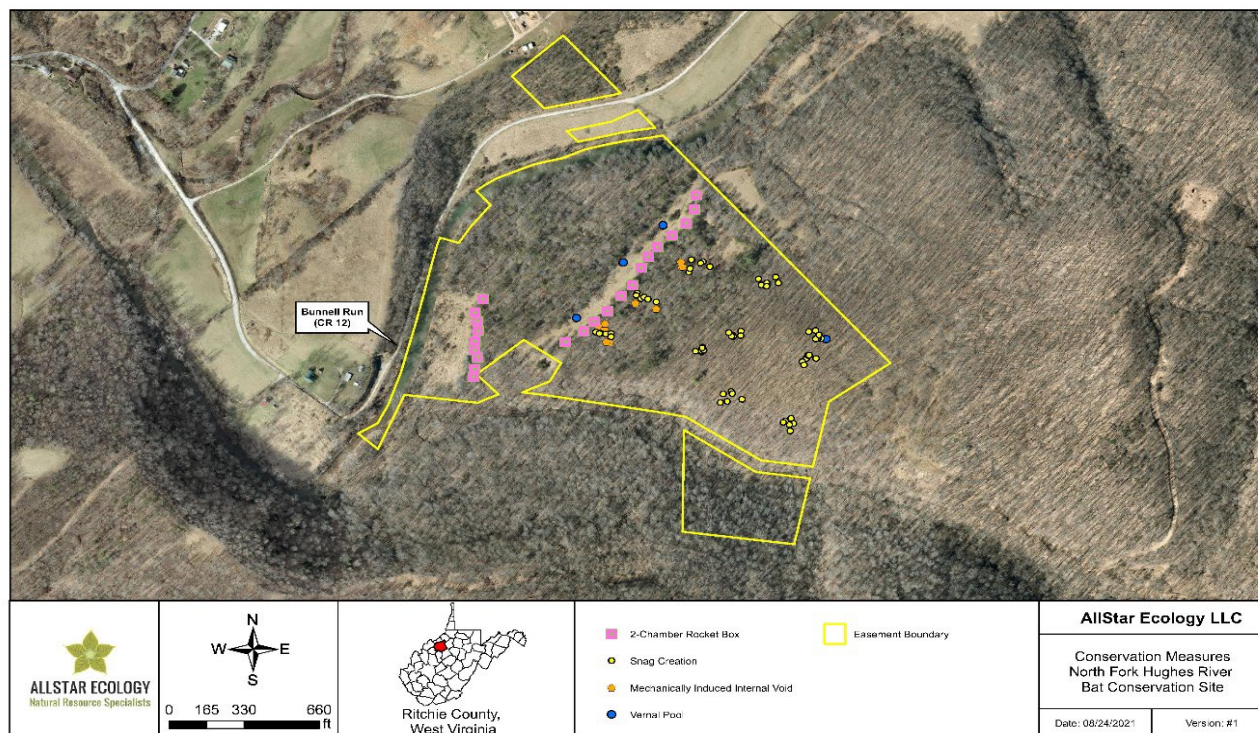 Bunnell Run
(CR 12)
ALLSTAR ECOLOGY
Natural Resource Specialists
N
W E
S
0 165 330 660
ft
Ritchie County,
West Virginia
2-Chamber Rocket Box
Snag Creation
Mechanically Induced Internal Void
Vernal Pool
Easement Boundary
AllStar Ecology LLC
Conservation Measures
North Fork Hughes River
Bat Conservation Site
Date: 08/24/2021
Version: #1